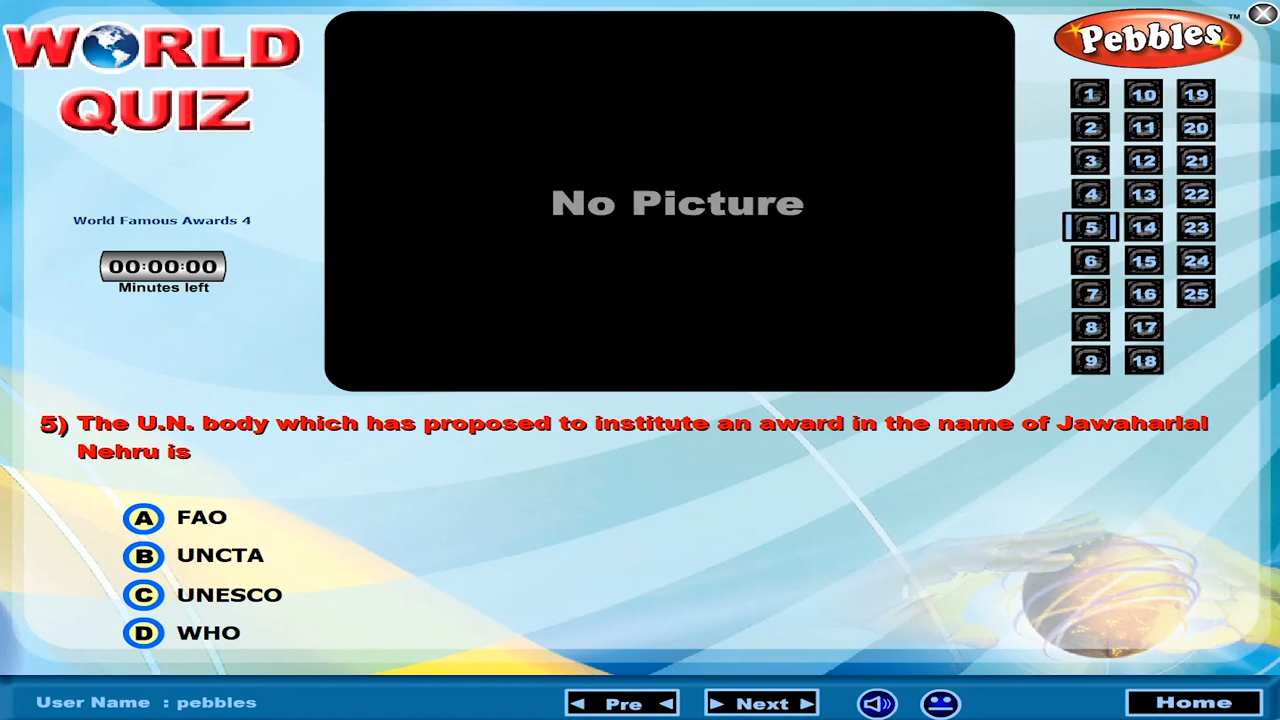 WORLD
QUIZ
World Famous Awards 4
00:00:00
Minutes left
No Picture
Pebbles™
1 10 19
2 11 20
3 12 21
4 13 22
5 14 23
6 15 24
7 16 25
8 17
9 18
5) The U.N. body which has proposed to institute an award in the name of Jawaharlal
Nehru is
A FAO
B UNCTA
C UNESCO
D WHO
User Name : pebbles
Pre
Next
Home